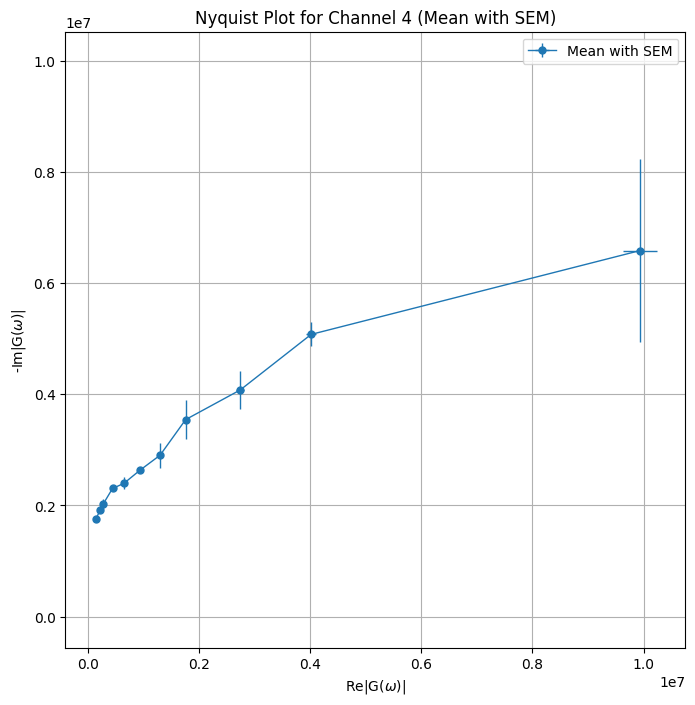 Nyquist Plot for Channel 4 (Mean with SEM)
1e7
Mean with SEM
1.0
0.8
0.6
0.4
0.2
0.0
-Im|G(ω)|
0.0 0.2 0.4 0.6 0.8 1.0
1e7
Re|G(ω)|